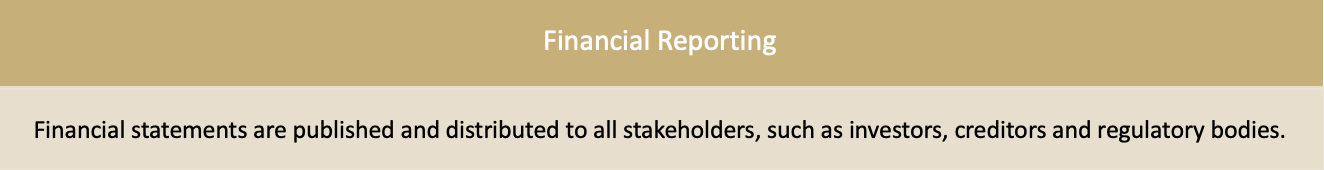 Financial Reporting
Financial statements are published and distributed to all stakeholders, such as investors, creditors and regulatory bodies.